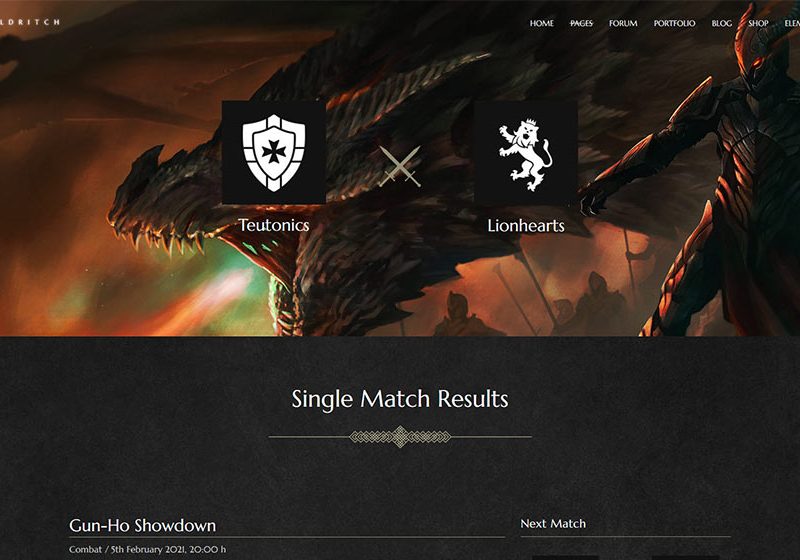 LDRITCH
HOME PAGES FORUM PORTFOLIO BLOG SHOP ELEM
Teutonics
Lionhearts
Single Match Results
Gun-Ho Showdown
Combat / 5th February 2021, 20:00 h
Next Match